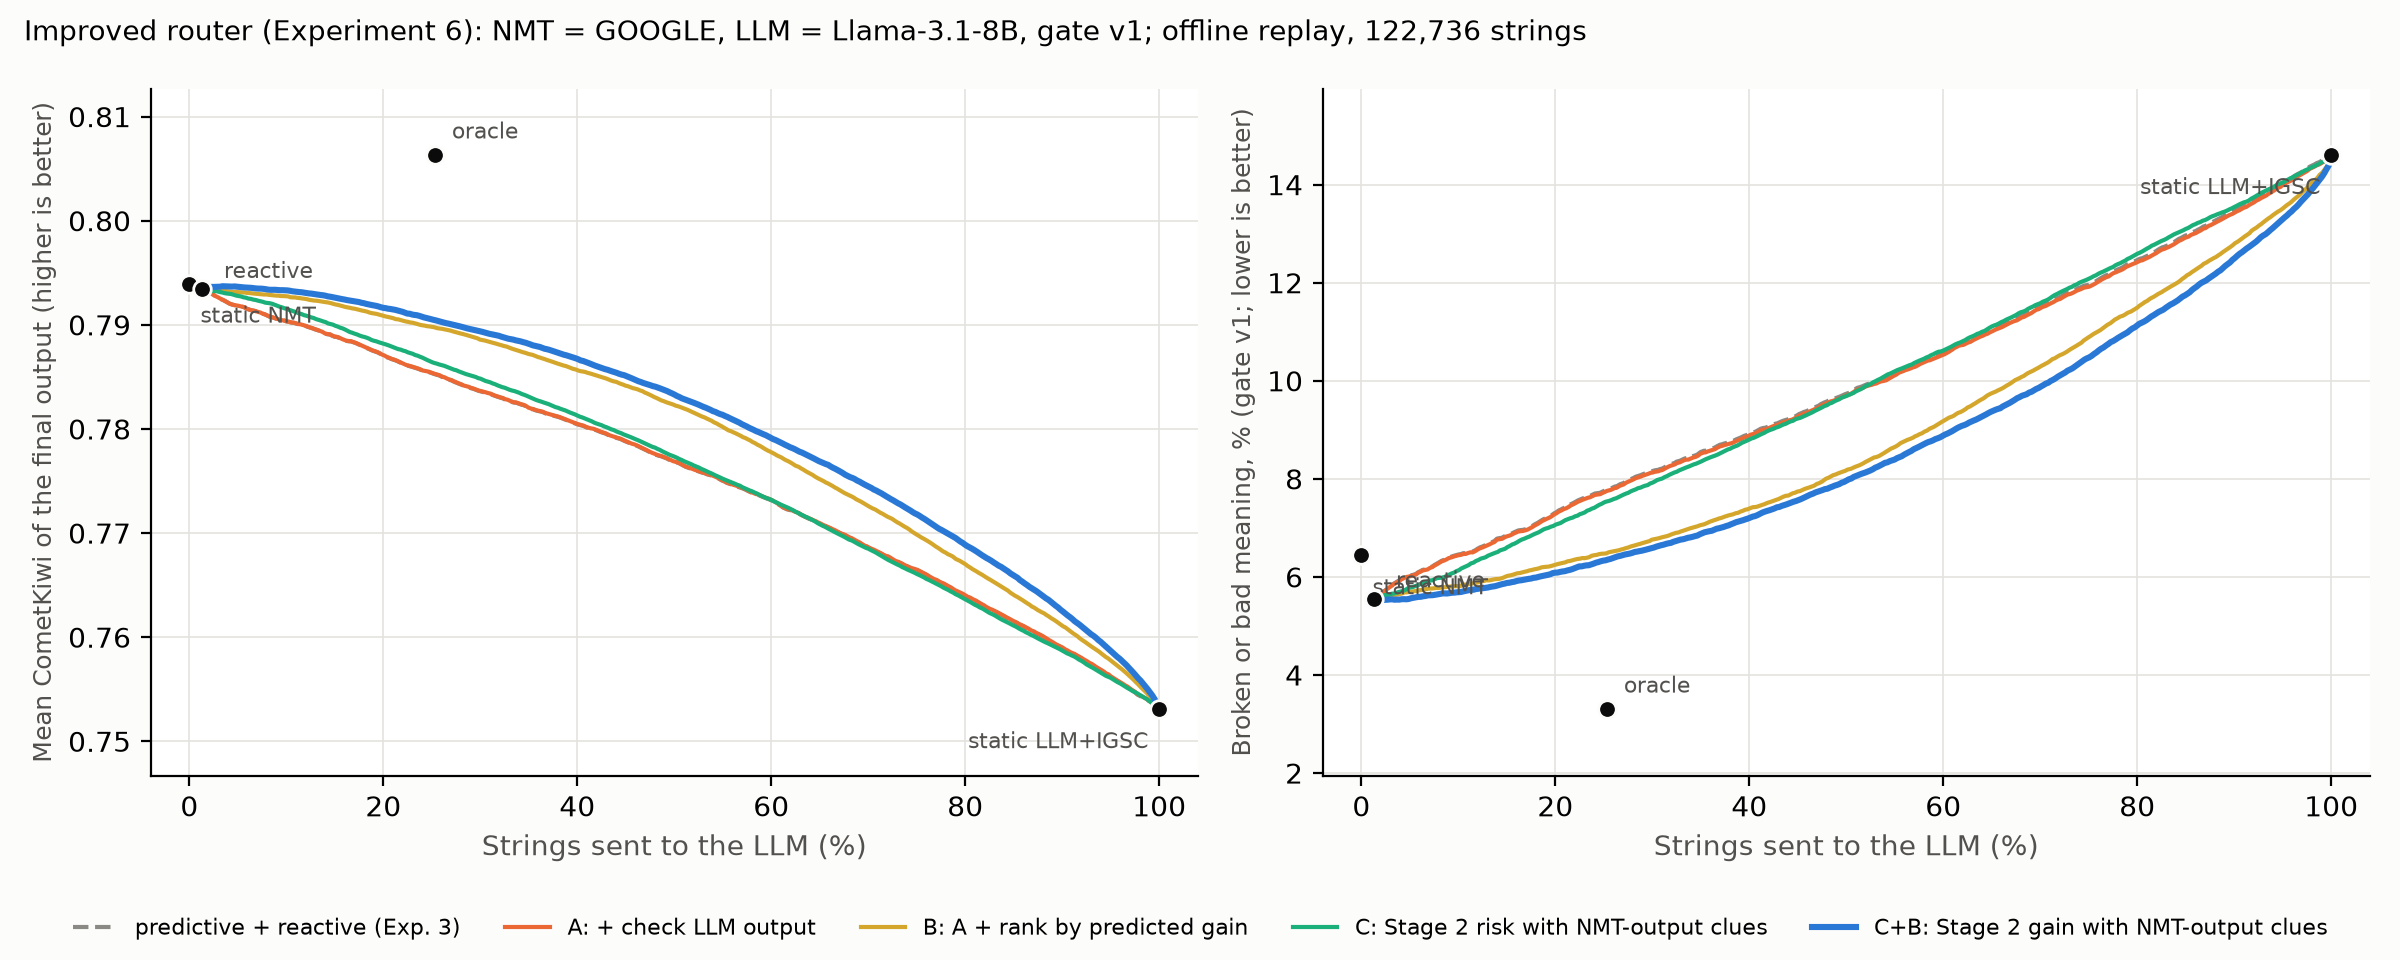 Improved router (Experiment 6): NMT = GOOGLE, LLM = Llama-3.1-8B, gate v1; offline replay, 122,736 strings
Mean CometKiwi of the final output (higher is better)
0.81
0.80
0.79
0.78
0.77
0.76
0.75
oracle
reactive
static NMT
static LLM+IGSC
0 20 40 60 80 100
Strings sent to the LLM (%)
Broken or bad meaning, % (gate v1; lower is better)
14
12
10
8
6
4
2
static LLM+IGSC
reactive
static NMT
oracle
0 20 40 60 80 100
Strings sent to the LLM (%)
predictive + reactive (Exp. 3) A: + check LLM output B: A + rank by predicted gain C: Stage 2 risk with NMT-output clues C+B: Stage 2 gain with NMT-output clues